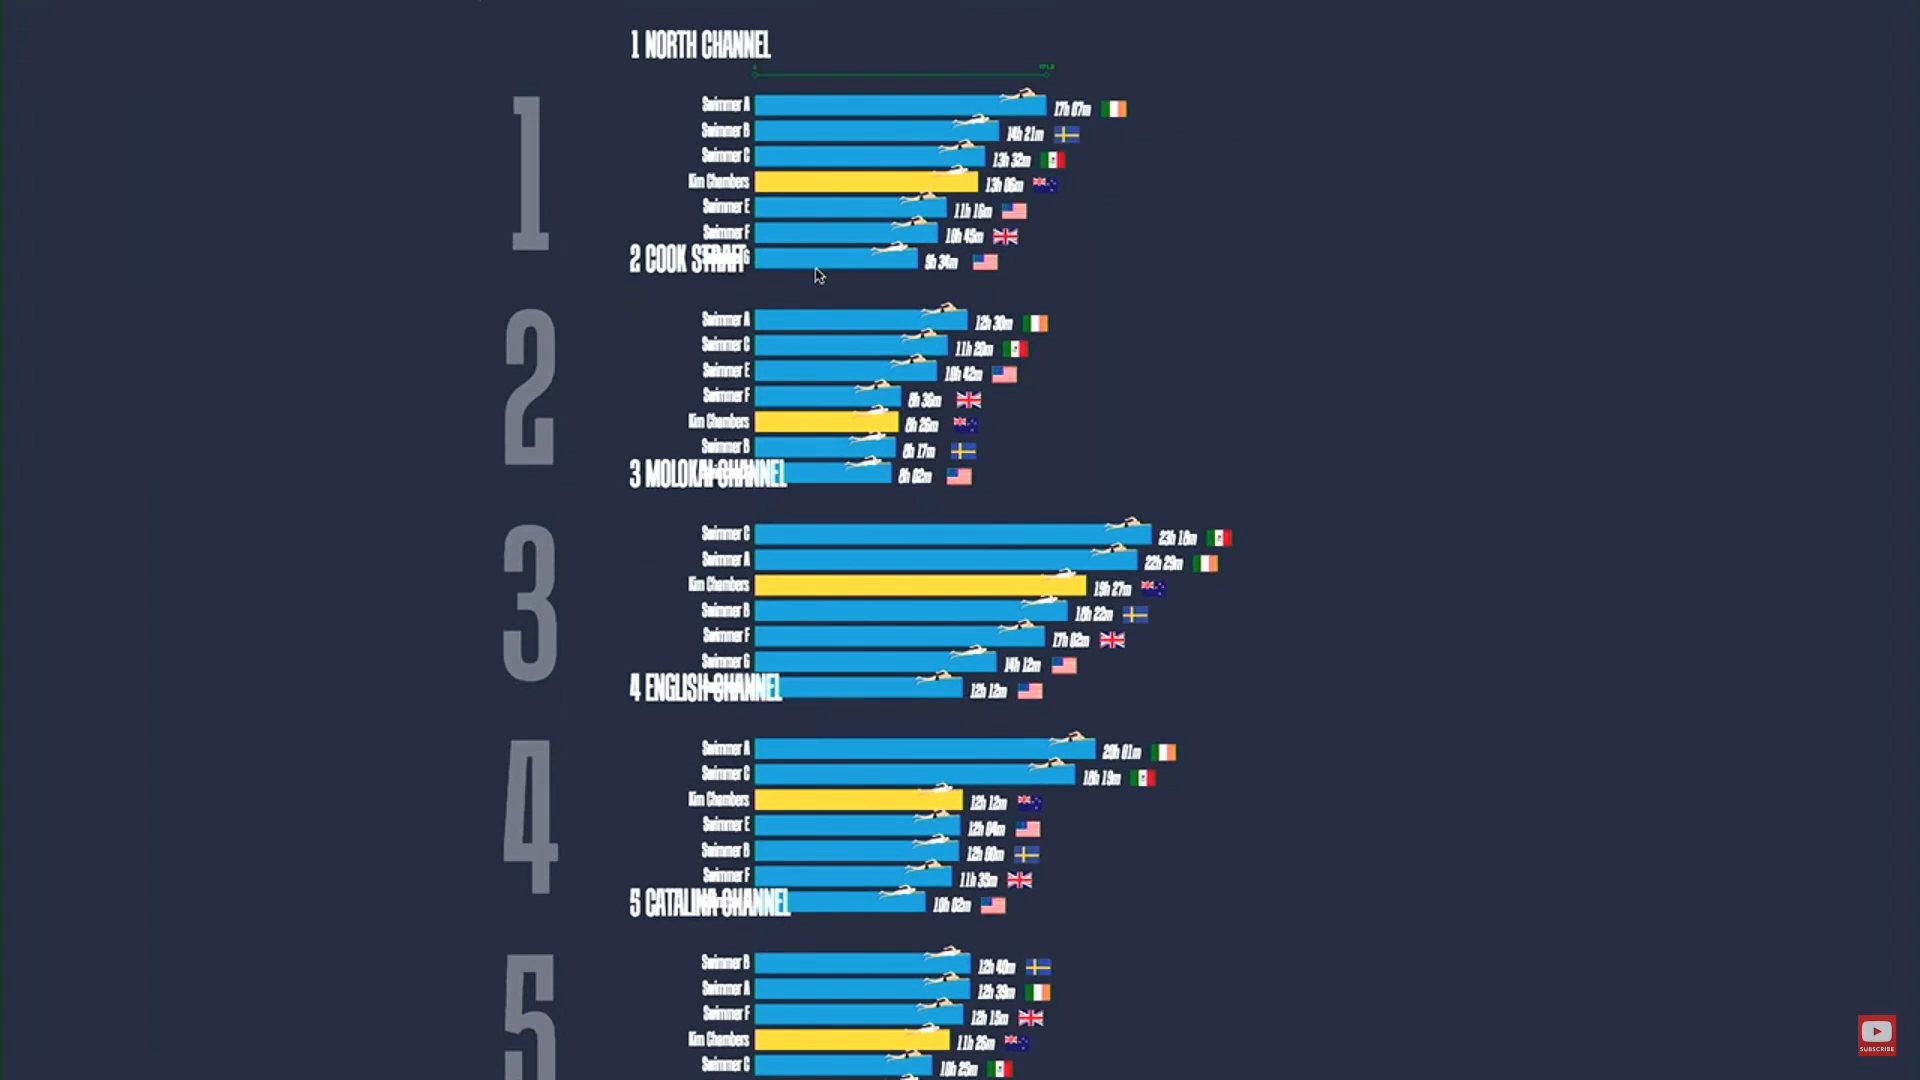 1 NORTH CHANNEL
1
Swimmer A 17h 07m
Swimmer B 14h 21m
Swimmer C 13h 32m
Kim Chambers 13h 06m
Swimmer E 11h 16m
Swimmer F 10h 45m
G 9h 34m
2 COOK STRAIT
2
Swimmer A 12h 30m
Swimmer C 11h 20m
Swimmer E 10h 42m
Swimmer F 8h 36m
Kim Chambers 8h 26m
Swimmer B 8h 17m
8h 02m
3 MOLOKAI CHANNEL
3
Swimmer C 23h 18m
Swimmer A 22h 29m
Kim Chambers 19h 27m
Swimmer B 18h 22m
Swimmer F 17h 02m
Swimmer G 14h 12m
12h 12m
4 ENGLISH CHANNEL
4
Swimmer A 20h 01m
Swimmer C 18h 19m
Kim Chambers 12h 12m
Swimmer E 12h 04m
Swimmer B 12h 00m
Swimmer F 11h 35m
10h 02m
5 CATALINA CHANNEL
5
Swimmer B 12h 40m
Swimmer A 12h 39m
Swimmer F 12h 15m
Kim Chambers 11h 26m
Swimmer C 10h 29m
SUBSCRIBE